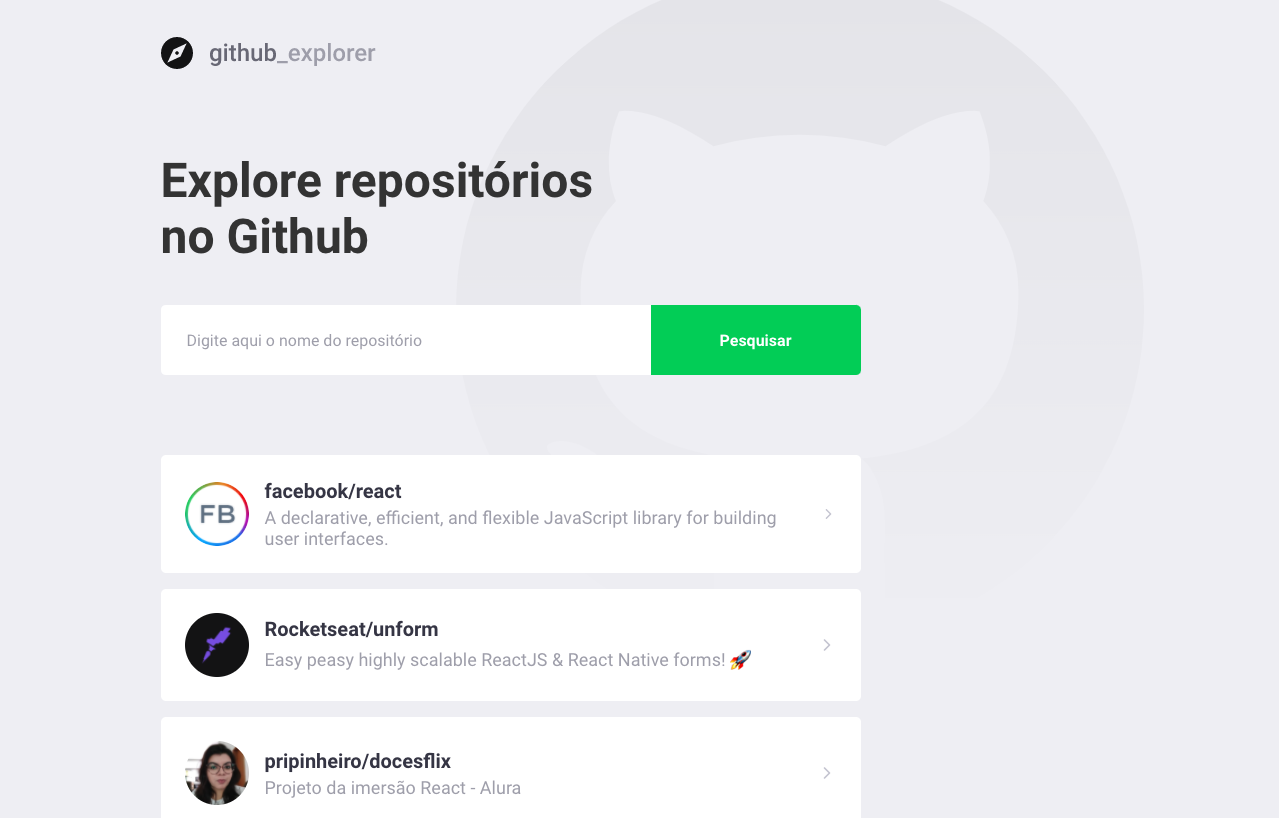 github_explorer
Explore repositórios
no Github
Digite aqui o nome do repositório
Pesquisar
FB
facebook/react
A declarative, efficient, and flexible JavaScript library for building
user interfaces.
Rocketseat/unform
Easy peasy highly scalable ReactJS & React Native forms! 🚀
pripinheiro/docesflix
Projeto da imersão React - Alura